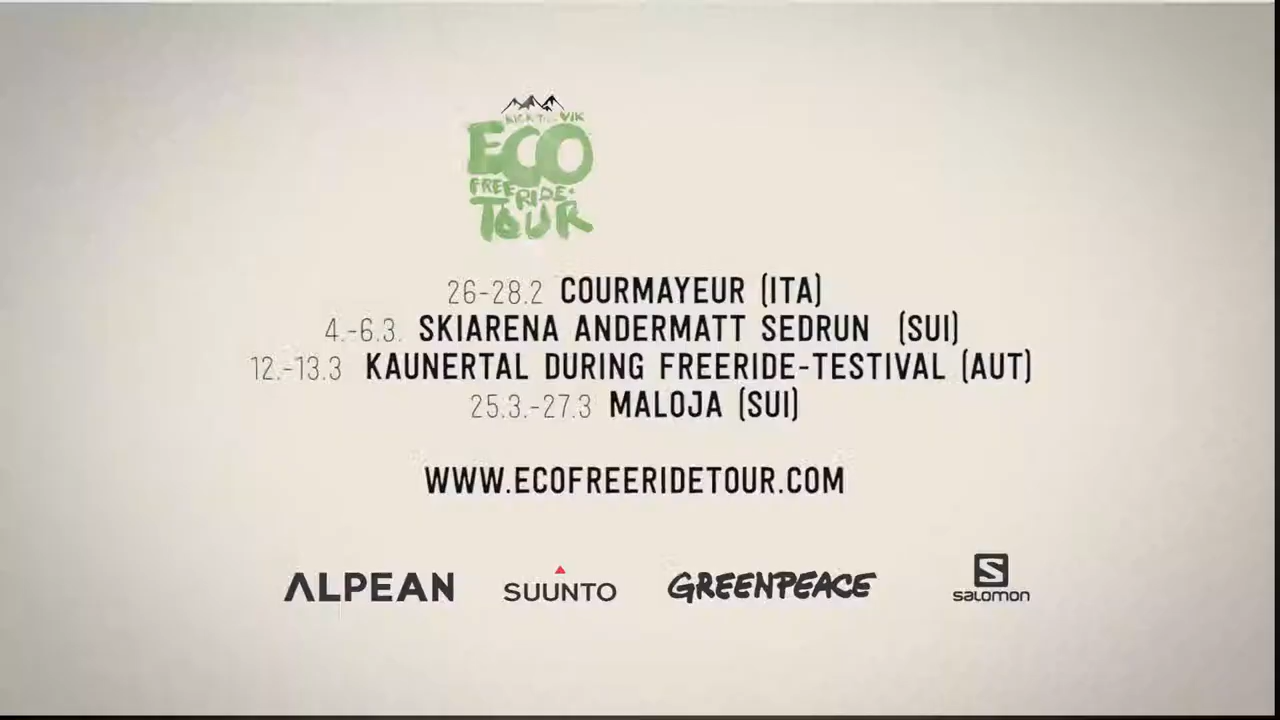 ECO
FREERIDE-
TOUR
26-28.2 COURMAYEUR (ITA)
4.-6.3. SKIARENA ANDERMATT SEDRUN (SUI)
12.-13.3 KAUNERTAL DURING FREERIDE-TESTIVAL (AUT)
25.3.-27.3 MALOJA (SUI)
WWW.ECOFREERIDETOUR.COM
ALPEAN SUUNTO GREENPEACE SALOMON